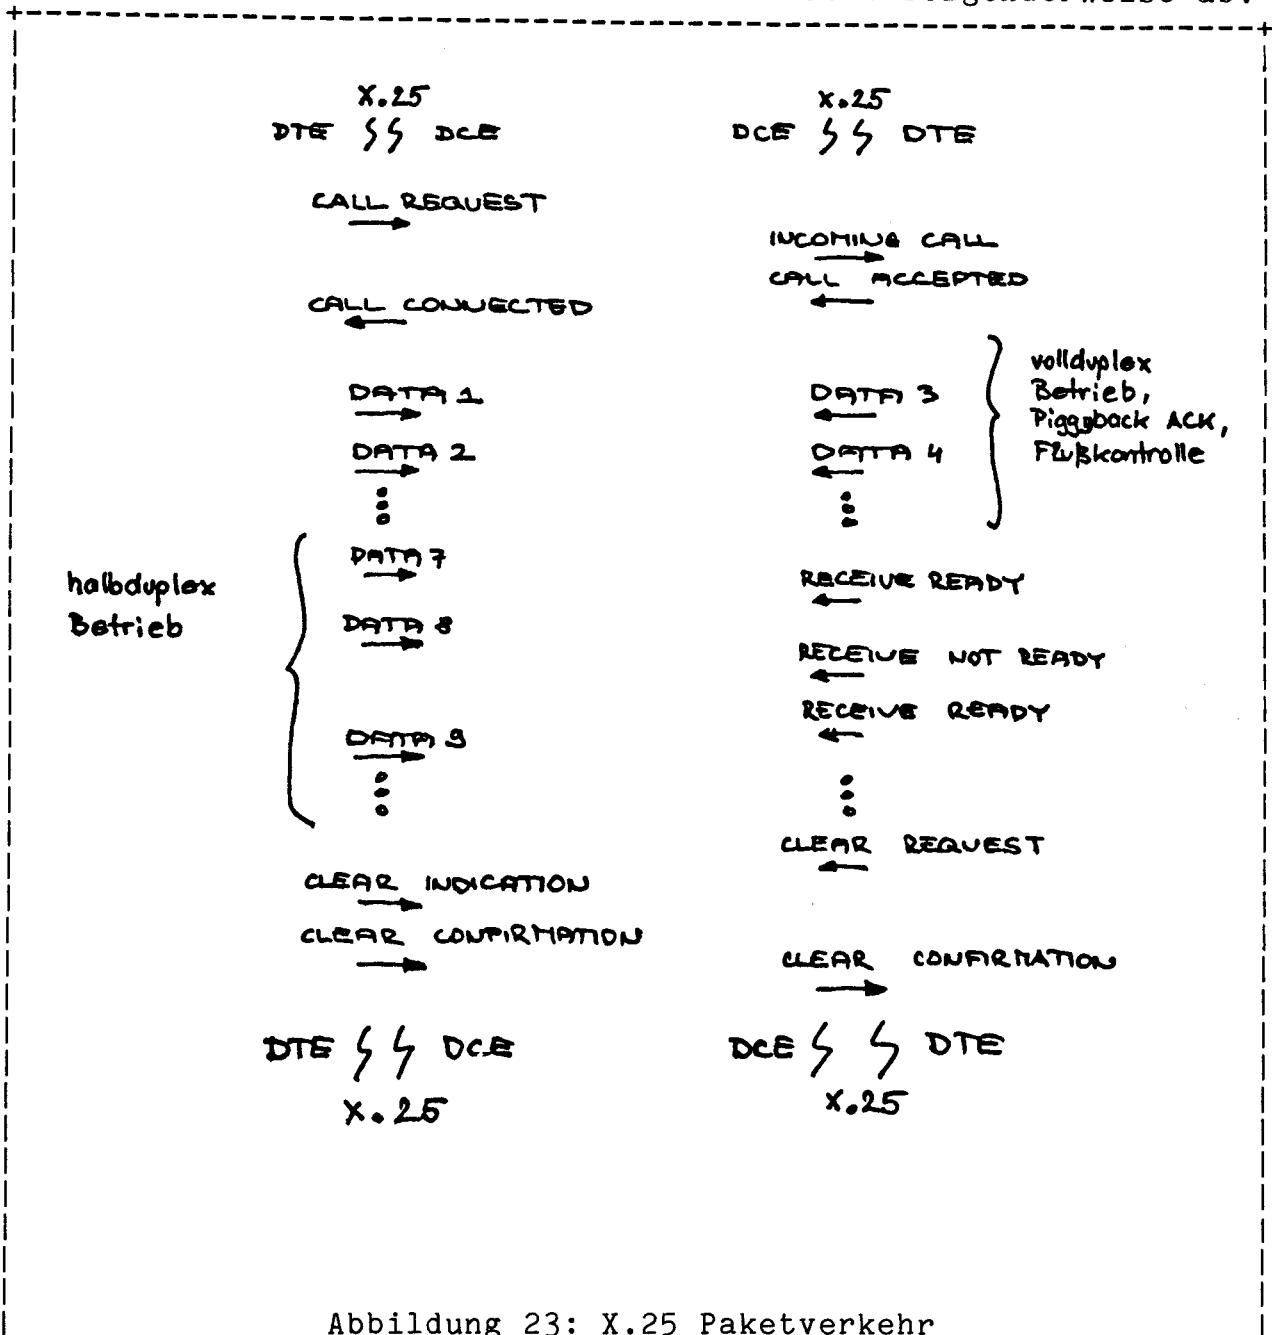 X.25 X.25
DTE DCE DCE DTE
CALL REQUEST
INCOMING CALL
CALL ACCEPTED
CALL CONNECTED
vollduplex
DATA 1 DATA 3 Betrieb,
Piggyback ACK,
DATA 2 DATA 4 Flußkontrolle
DATA 7
halbduplex RECEIVE READY
Betrieb DATA 8
RECEIVE NOT READY
RECEIVE READY
DATA 9
CLEAR REQUEST
CLEAR INDICATION
CLEAR CONFIRMATION
CLEAR CONFIRMATION
DTE DCE DCE DTE
X.25 X.25
Abbildung 23: X.25 Paketverkehr